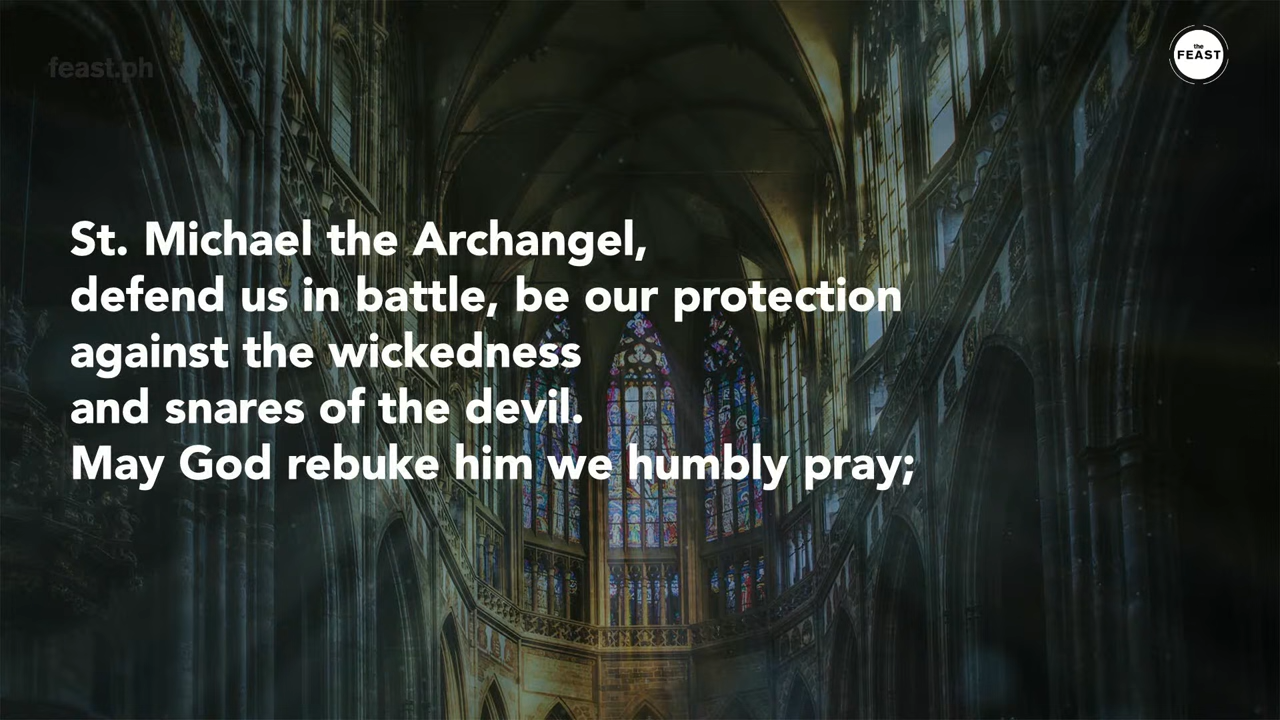 feast.ph
the
FEAST
St. Michael the Archangel,
defend us in battle, be our protection
against the wickedness
and snares of the devil.
May God rebuke him we humbly pray;